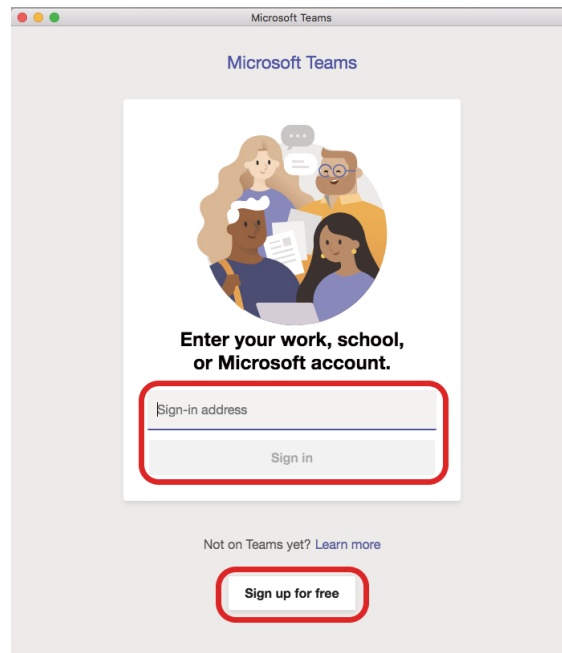 Microsoft Teams
Microsoft Teams
Enter your work, school,
or Microsoft account.
Sign-in address
Sign in
Not on Teams yet? Learn more
Sign up for free